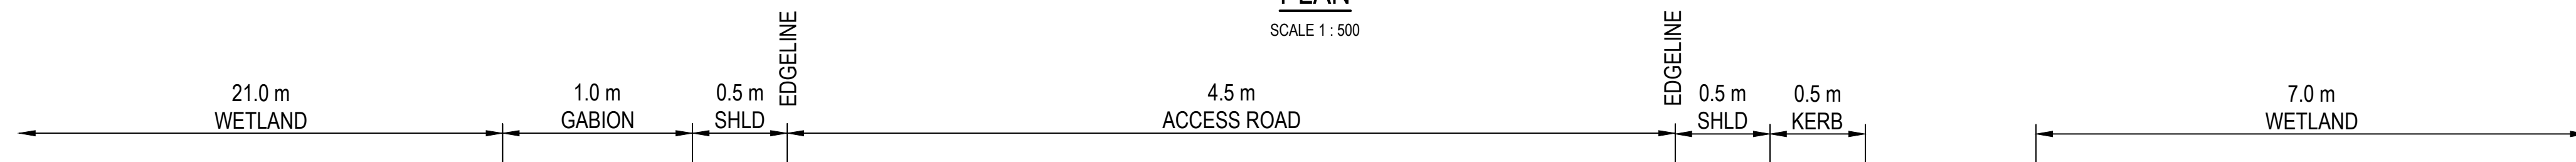 PLAN
SCALE 1 : 500
EDGELINE
EDGELINE
21.0 m
WETLAND
1.0 m
GABION
0.5 m
SHLD
4.5 m
ACCESS ROAD
0.5 m
SHLD
0.5 m
KERB
7.0 m
WETLAND